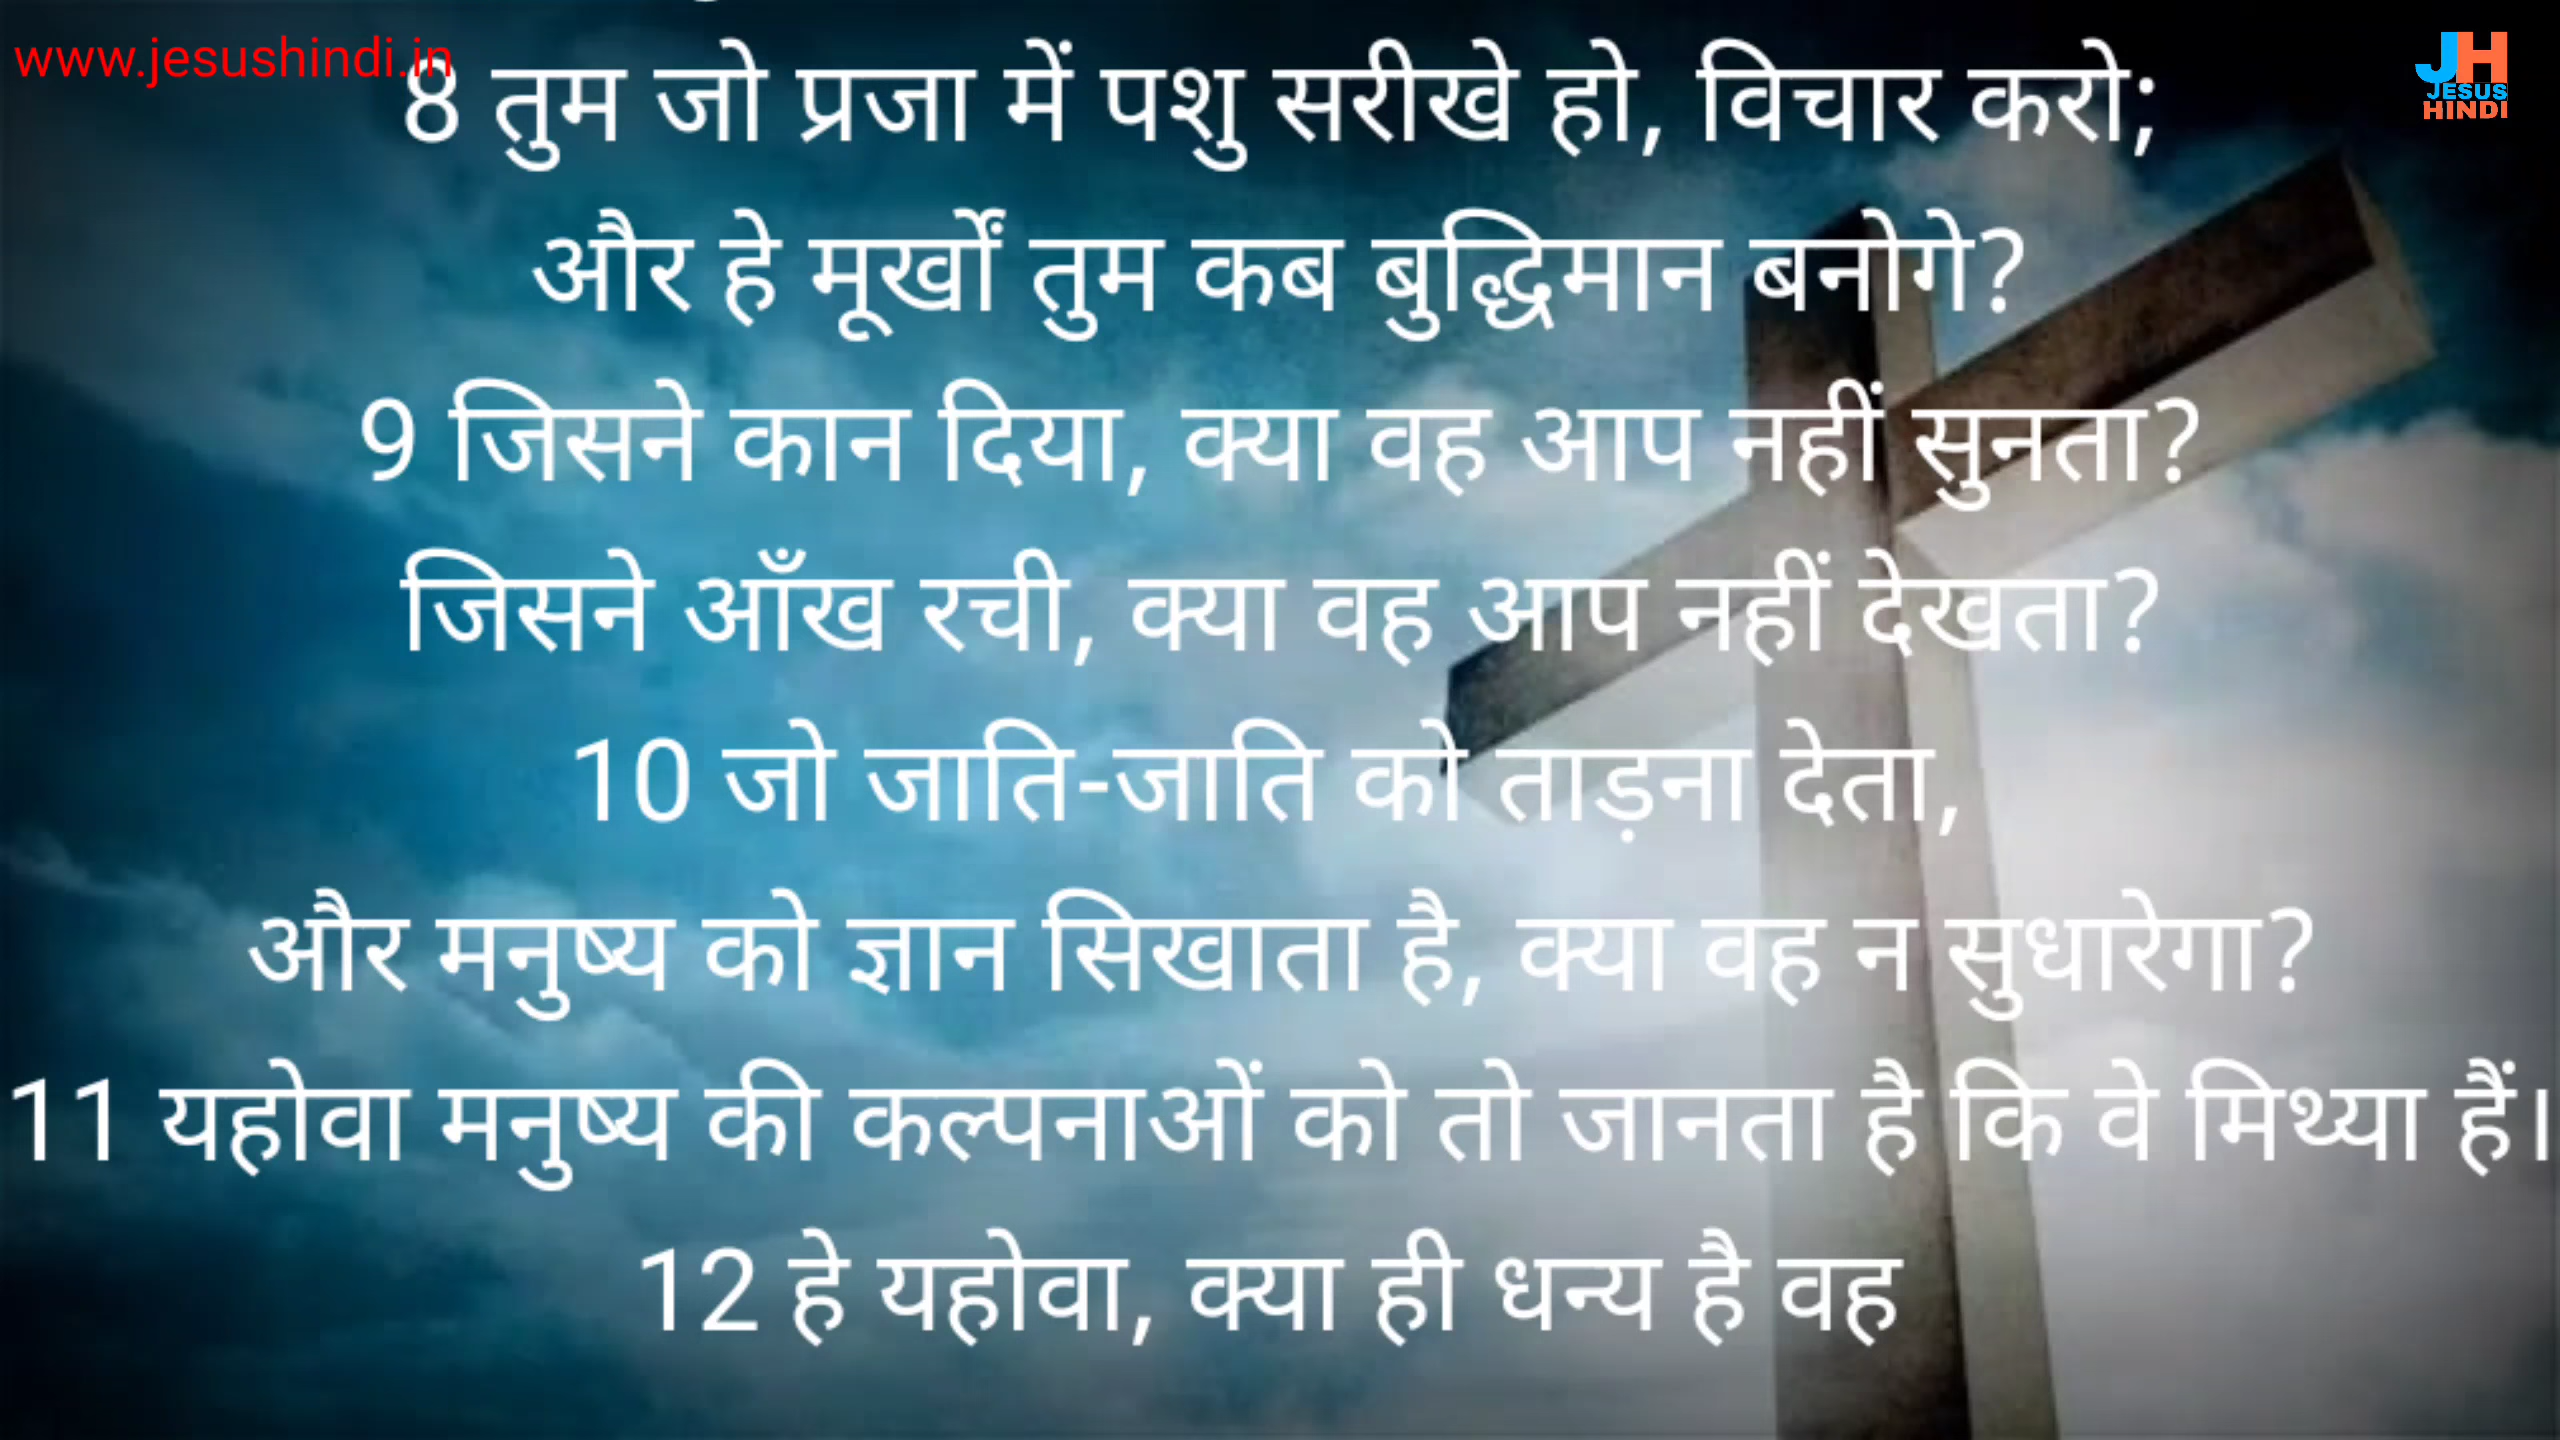 www.jesushindi.in
JH
JESUS
HINDI
8 तुम जो प्रजा में पशु सरीखे हो, विचार करो;
और हे मूर्खों तुम कब बुद्धिमान बनोगे?
9 जिसने कान दिया, क्या वह आप नहीं सुनता?
जिसने आँख रची, क्या वह आप नहीं देखता?
10 जो जाति-जाति को ताड़ना देता,
और मनुष्य को ज्ञान सिखाता है, क्या वह न सुधारेगा?
11 यहोवा मनुष्य की कल्पनाओं को तो जानता है कि वे मिथ्या हैं।
12 हे यहोवा, क्या ही धन्य है वह